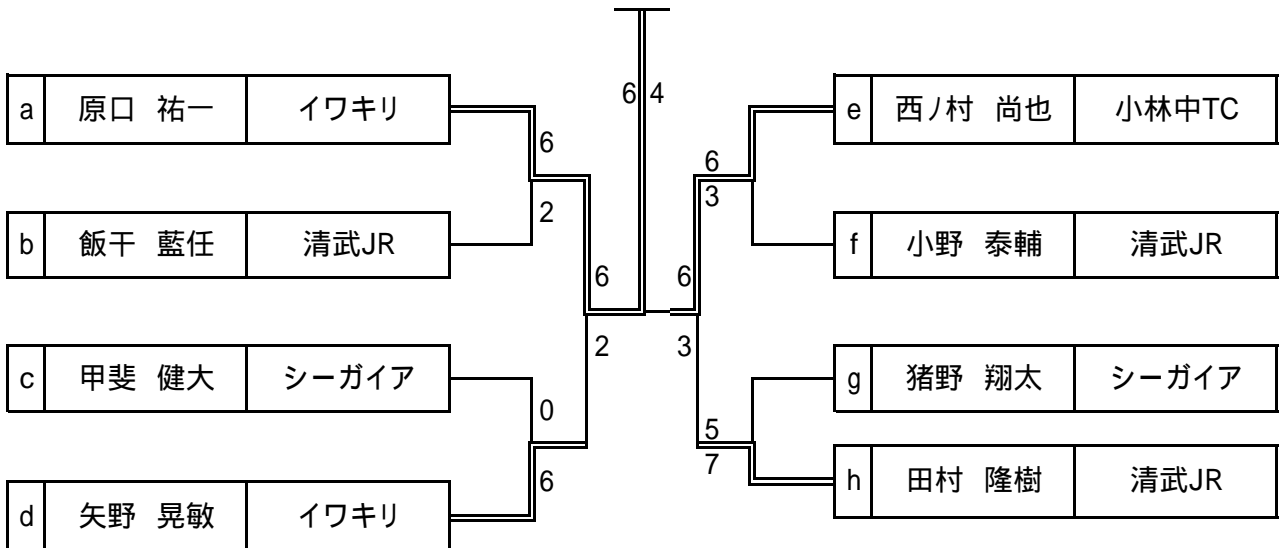 6 4
a 原口 祐一 イワキリ
e 西ノ村 尚也 小林中TC
6
6
3
2
b 飯干 藍任 清武JR
f 小野 泰輔 清武JR
6
6
2
3
c 甲斐 健大 シーガイア
g 猪野 翔太 シーガイア
0
5
7
6
h 田村 隆樹 清武JR
d 矢野 晃敏 イワキリ